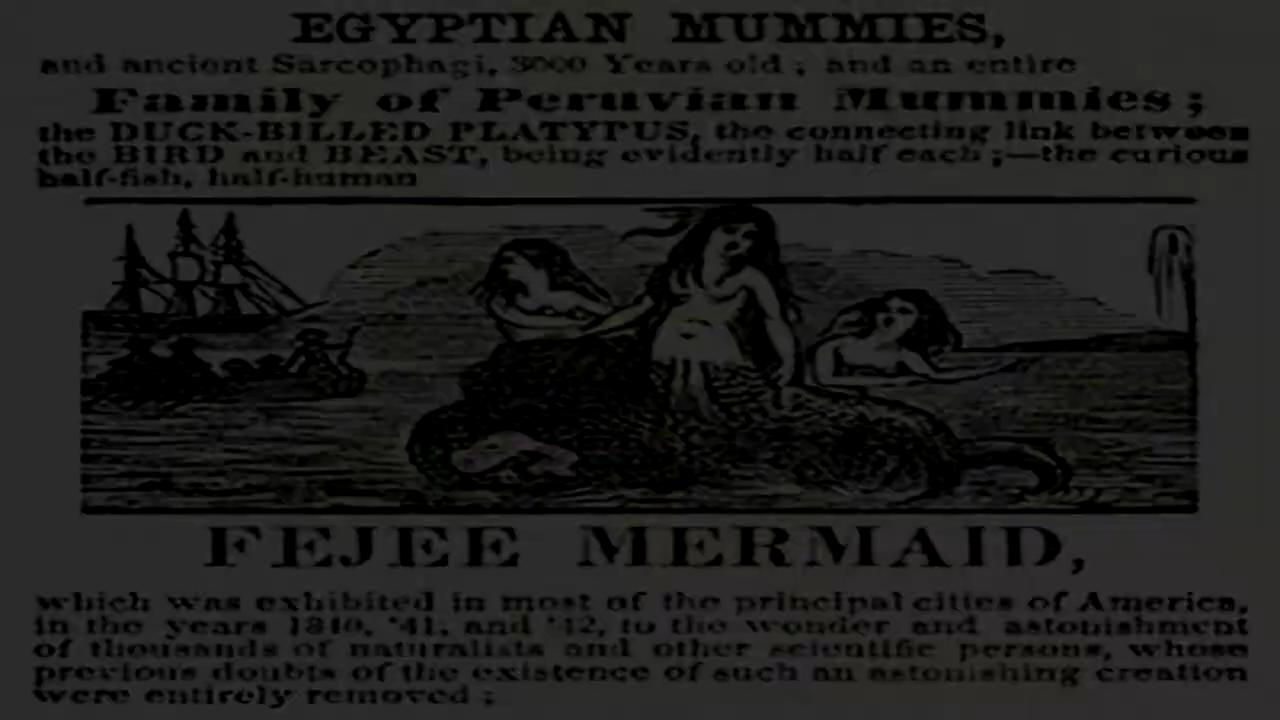 EGYPTIAN MUMMIES,
and ancient Sarcophagi, 3000 Years old ; and an entire
Family of Peruvian Mummies ;
the DUCK-BILLED PLATYPUS, the connecting link between
the BIRD and BEAST, being evidently half each ;—the curious
half-fish, half-human
FEJEE MERMAID,
which was exhibited in most of the principal cities of America,
in the years 1840, '41, and '42, to the wonder and astonishment
of thousands of naturalists and other scientific persons, whose
previous doubts of the existence of such an astonishing creation
were entirely removed ;